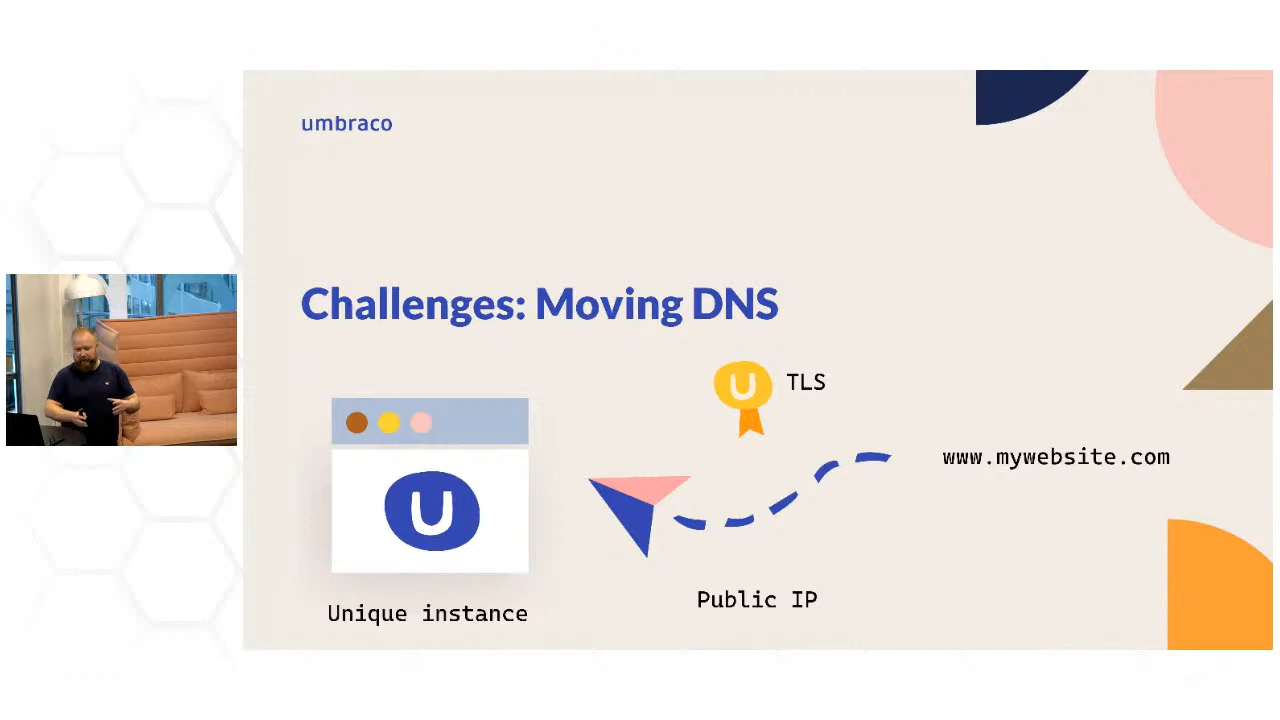 umbraco
Challenges: Moving DNS
TLS
www.mywebsite.com
Public IP
Unique instance